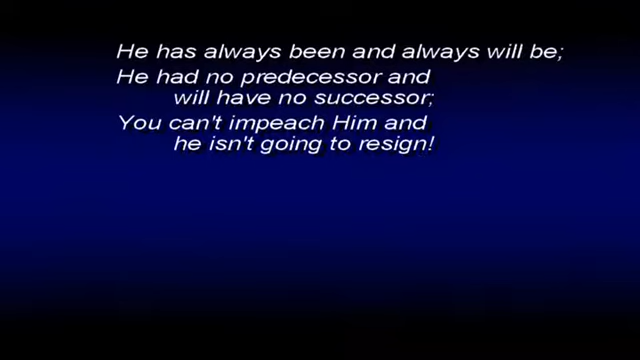 He has always been and always will be;
He had no predecessor and
will have no successor;
You can't impeach Him and
he isn't going to resign!